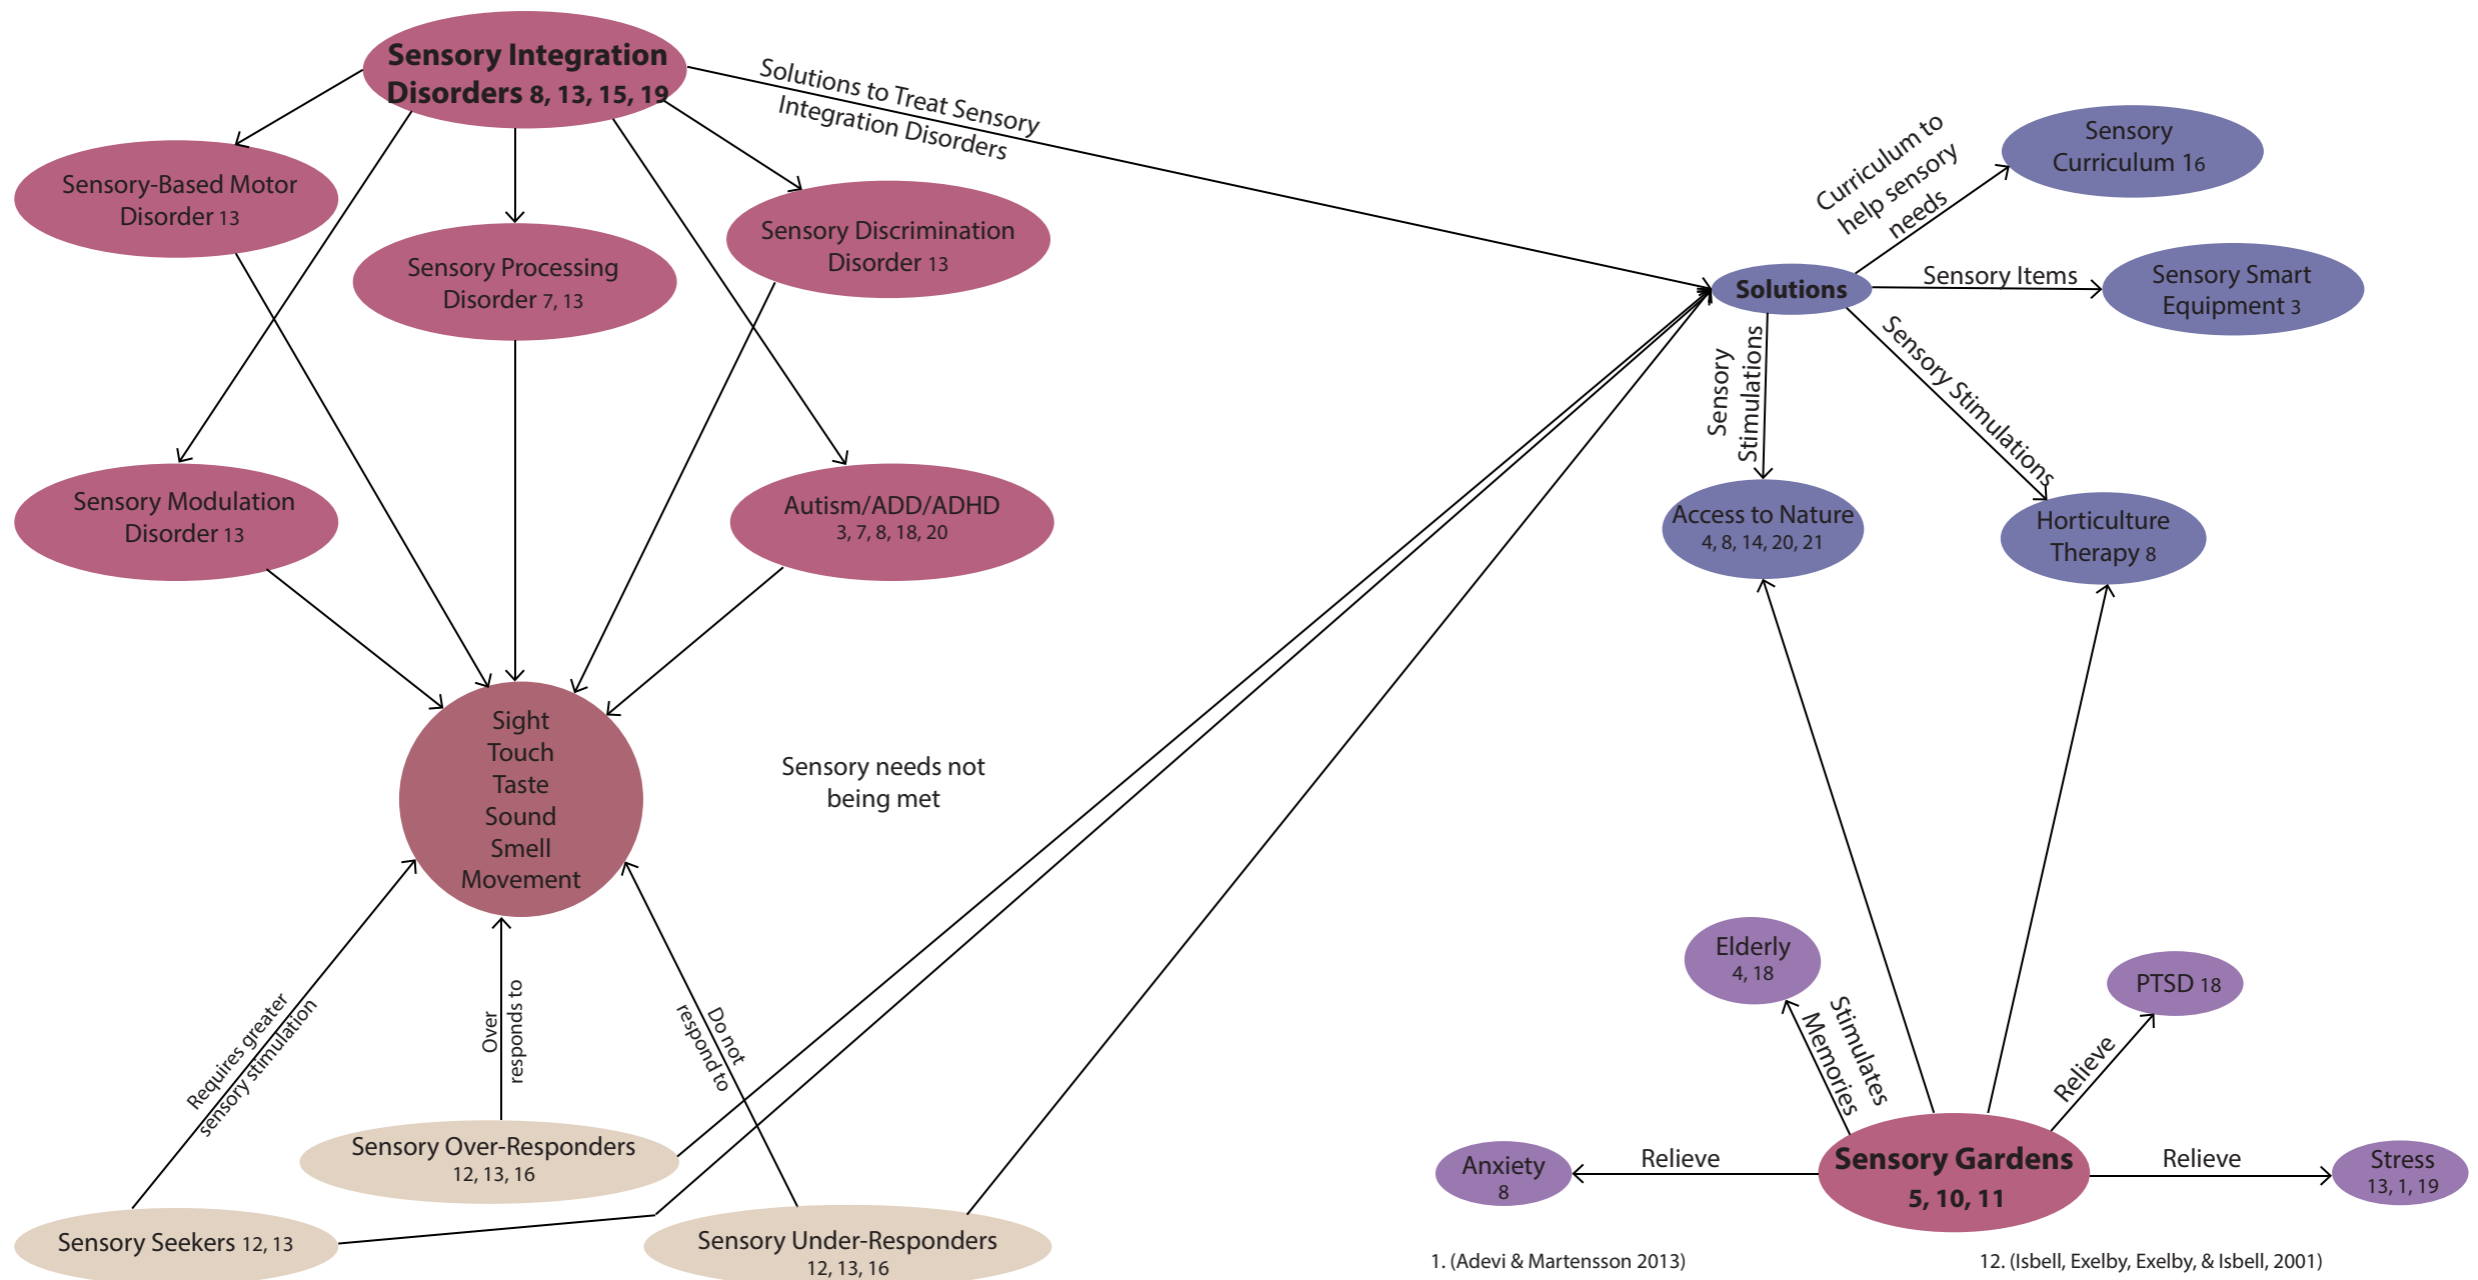 Sensory Integration
Disorders 8, 13, 15, 19
Solutions to Treat Sensory
Integration Disorders
Sensory-Based Motor
Disorder 13
Sensory Processing
Disorder 7, 13
Sensory Discrimination
Disorder 13
Sensory Modulation
Disorder 13
Autism/ADD/ADHD
3, 7, 8, 18, 20
Sight
Touch
Taste
Sound
Smell
Movement
Sensory needs not
being met
Requires greater
sensory stimulation
Over
responds to
Do not
respond to
Sensory Over-Responders
12, 13, 16
Sensory Seekers 12, 13
Sensory Under-Responders
12, 13, 16
Solutions
Curriculum to
help sensory
needs
Sensory
Curriculum 16
Sensory Items
Sensory Smart
Equipment 3
Sensory
Stimulations
Sensory Stimulations
Access to Nature
4, 8, 14, 20, 21
Horticulture
Therapy 8
Elderly
4, 18
Stimulates
Memories
PTSD 18
Relieve
Anxiety
8
Relieve
Sensory Gardens
5, 10, 11
Relieve
Stress
13, 1, 19
1. (Adevi & Martensson 2013)
12. (Isbell, Exelby, Exelby, & Isbell, 2001)